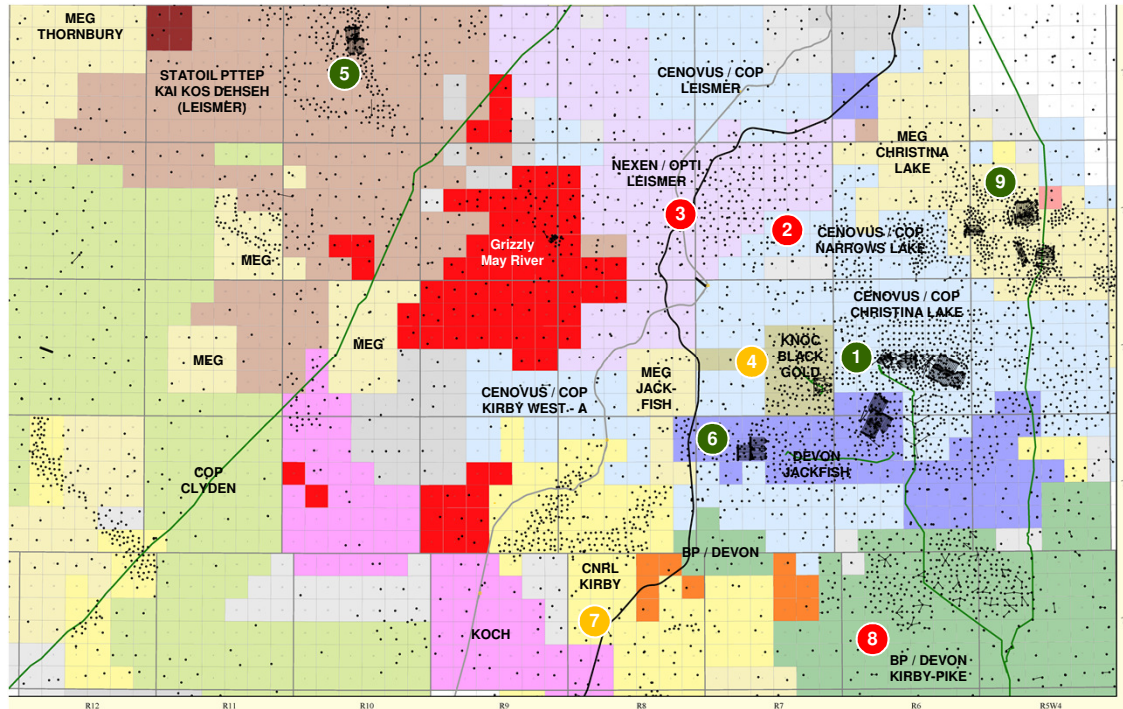 MEG
THORNBURY
STATOIL PTTEP
KAI KOS DEHSEH
(LEISMER)
5
CENOVUS / COP
LEISMER
MEG
CHRISTINA
LAKE
NEXEN / OPTI
LEISMER
9
3
2
CENOVUS / COP
NARROWS LAKE
Grizzly
May River
MEG
CENOVUS / COP
CHRISTINA LAKE
MEG
MEG
KNOC
BLACK
GOLD
4
1
MEG
JACK-
FISH
CENOVUS / COP
KIRBY WEST - A
6
DEVON
JACKFISH
COP
CLYDEN
BP / DEVON
CNRL
KIRBY
7
KOCH
8
BP / DEVON
KIRBY-PIKE
R12
R11
R10
R9
R8
R7
R6
R5W4